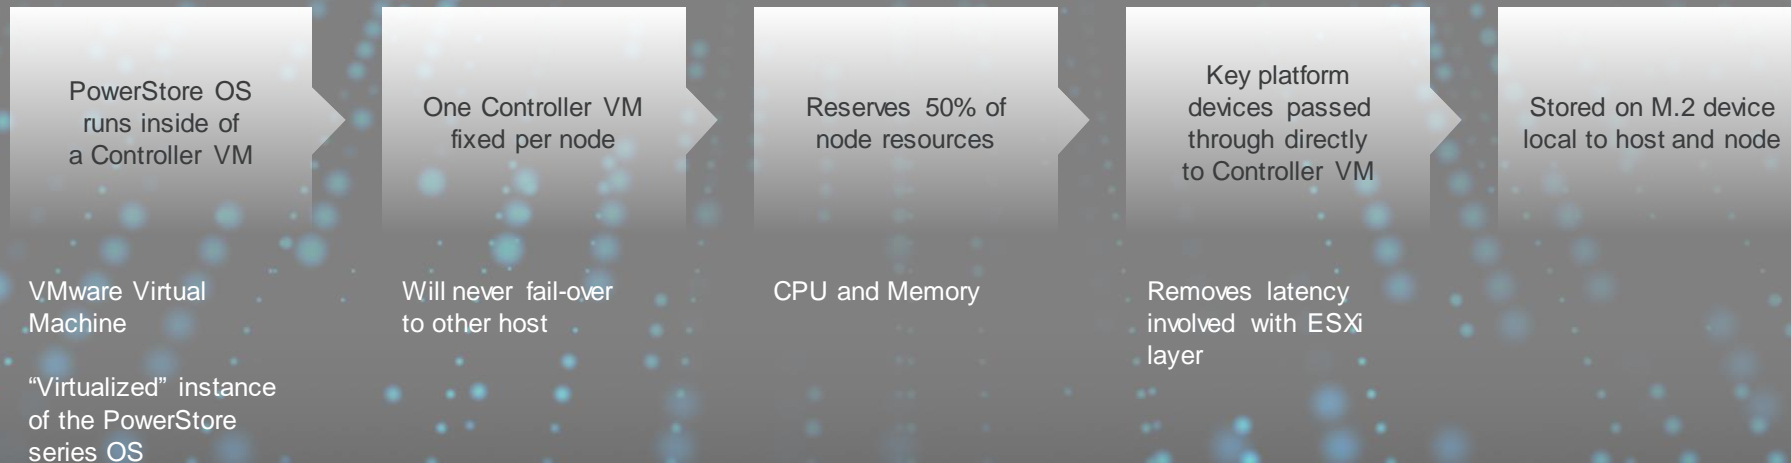 PowerStore OS
runs inside of
a Controller VM
One Controller VM
fixed per node
Reserves 50% of
node resources
Key platform
devices passed
through directly
to Controller VM
Stored on M.2 device
local to host and node
VMware Virtual
Machine
“Virtualized” instance
of the PowerStore
series OS
Will never fail-over
to other host
CPU and Memory
Removes latency
involved with ESXi
layer